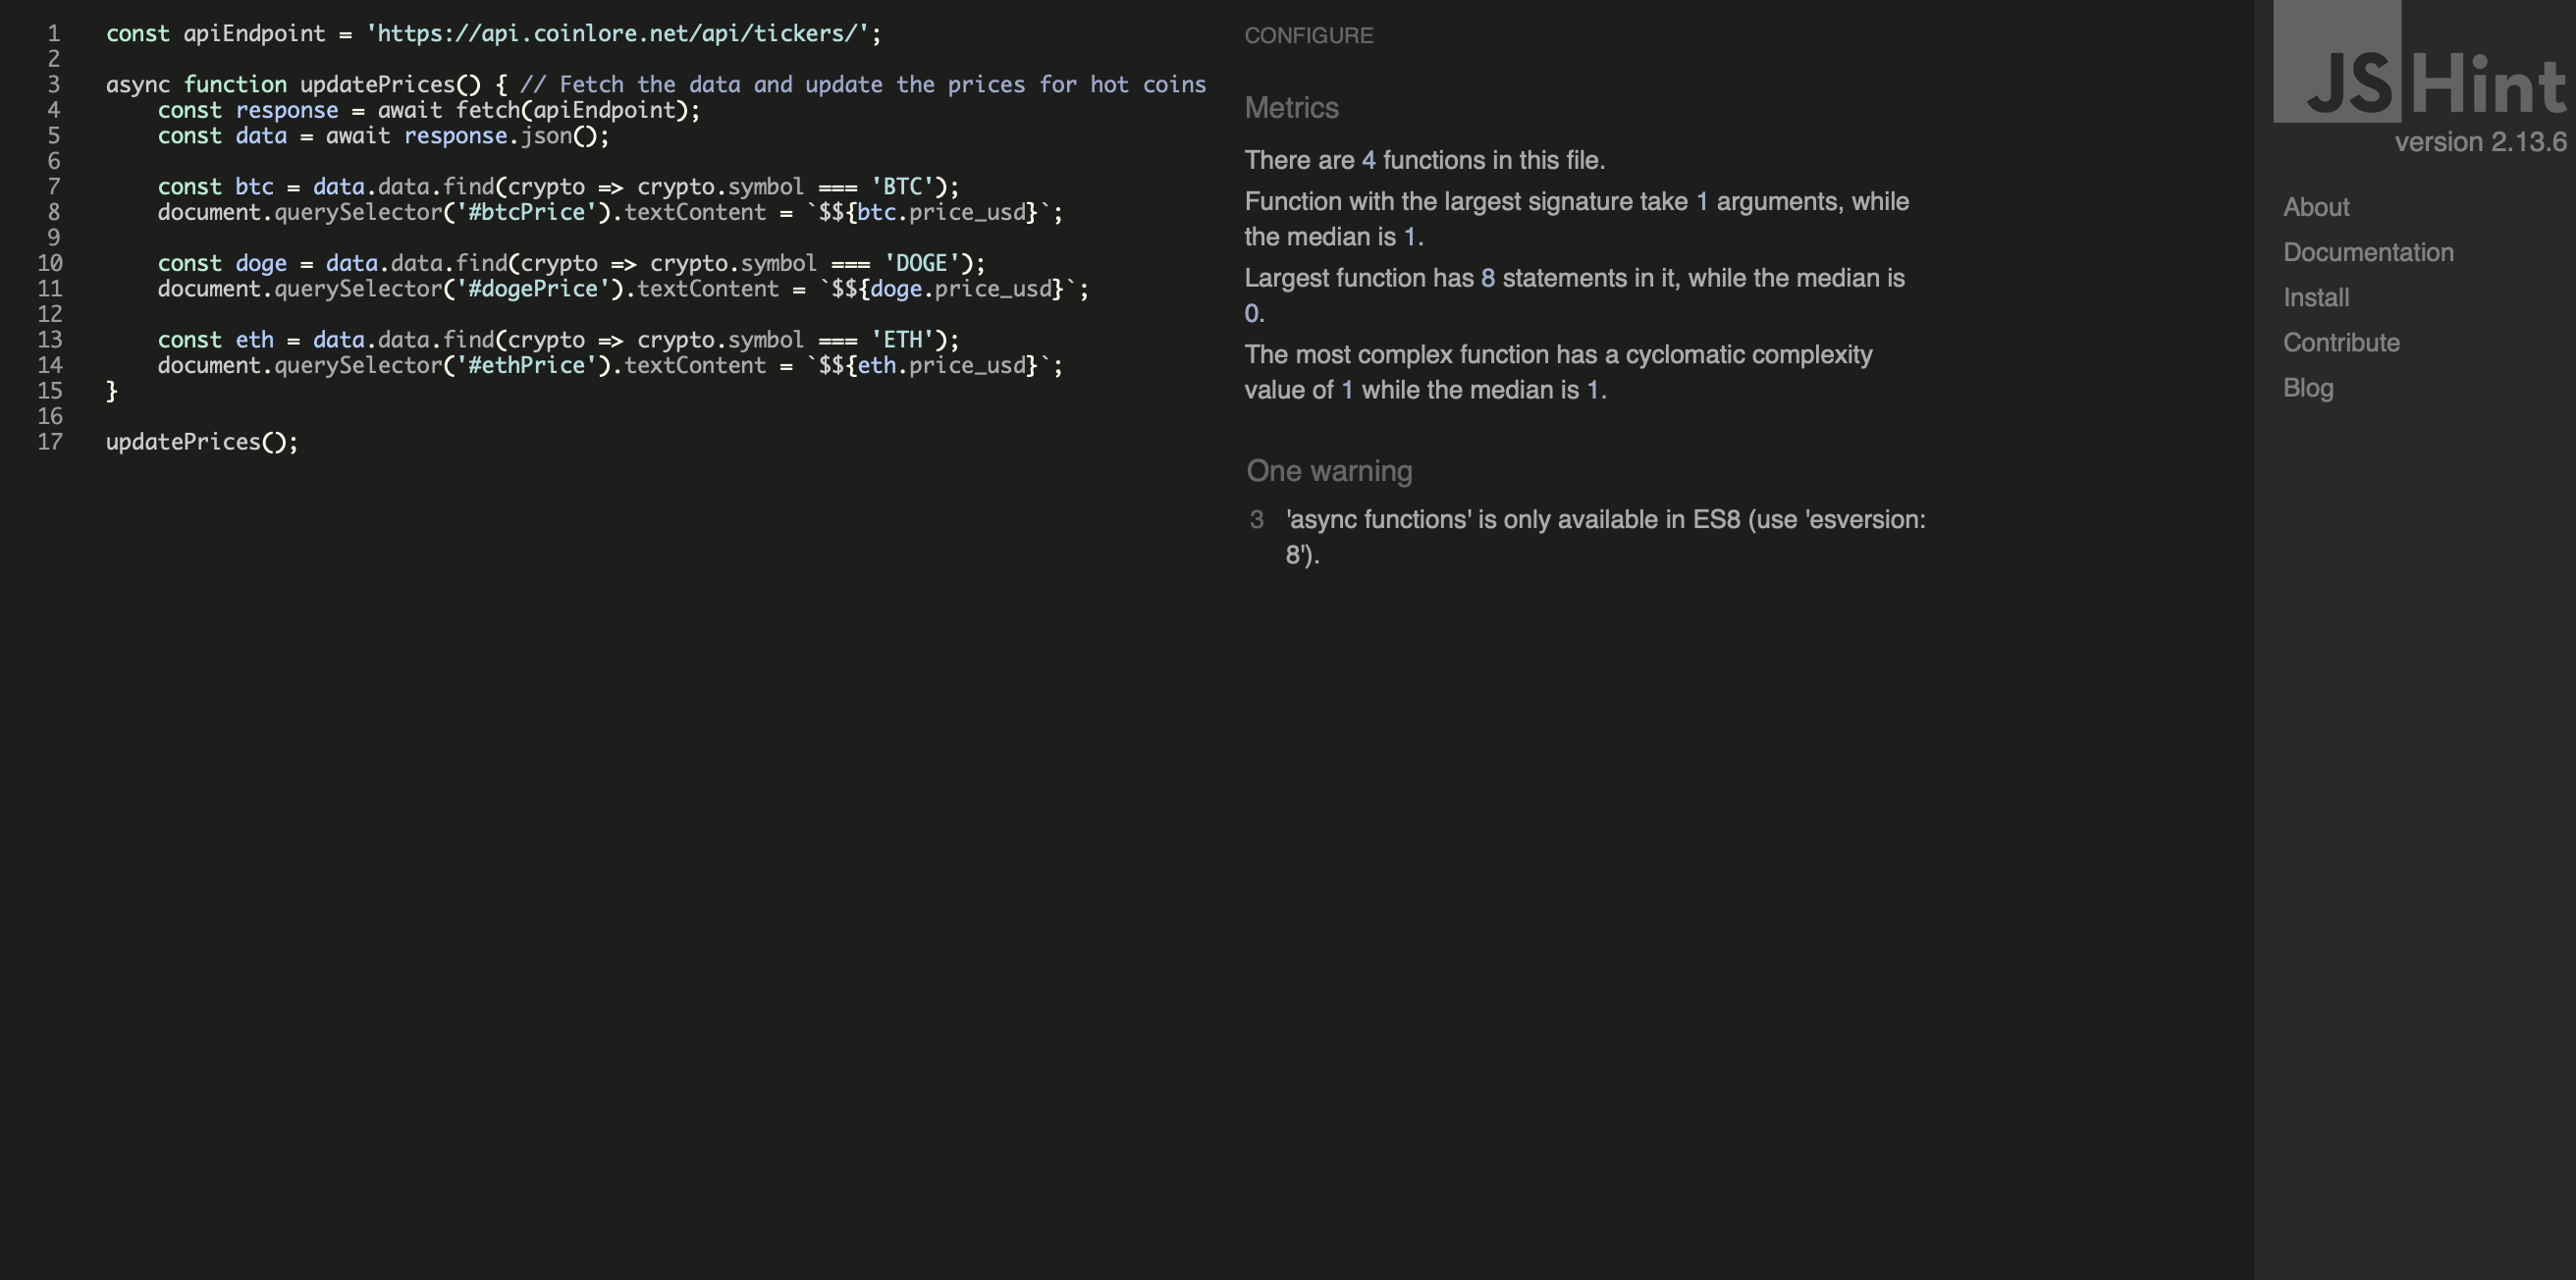 1 const apiEndpoint = 'https://api.coinlore.net/api/tickers/';
2
3 async function updatePrices() { // Fetch the data and update the prices for hot coins
4 const response = await fetch(apiEndpoint);
5 const data = await response.json();
6
7 const btc = data.data.find(crypto => crypto.symbol === 'BTC');
8 document.querySelector('#btcPrice').textContent = `$${btc.price_usd}`;
9
10 const doge = data.data.find(crypto => crypto.symbol === 'DOGE');
11 document.querySelector('#dogePrice').textContent = `$${doge.price_usd}`;
12
13 const eth = data.data.find(crypto => crypto.symbol === 'ETH');
14 document.querySelector('#ethPrice').textContent = `$${eth.price_usd}`;
15 }
16
17 updatePrices();
CONFIGURE
Metrics
There are 4 functions in this file.
Function with the largest signature take 1 arguments, while
the median is 1.
Largest function has 8 statements in it, while the median is
0.
The most complex function has a cyclomatic complexity
value of 1 while the median is 1.
One warning
3 'async functions' is only available in ES8 (use 'esversion:
8').
JSHint
version 2.13.6
About
Documentation
Install
Contribute
Blog